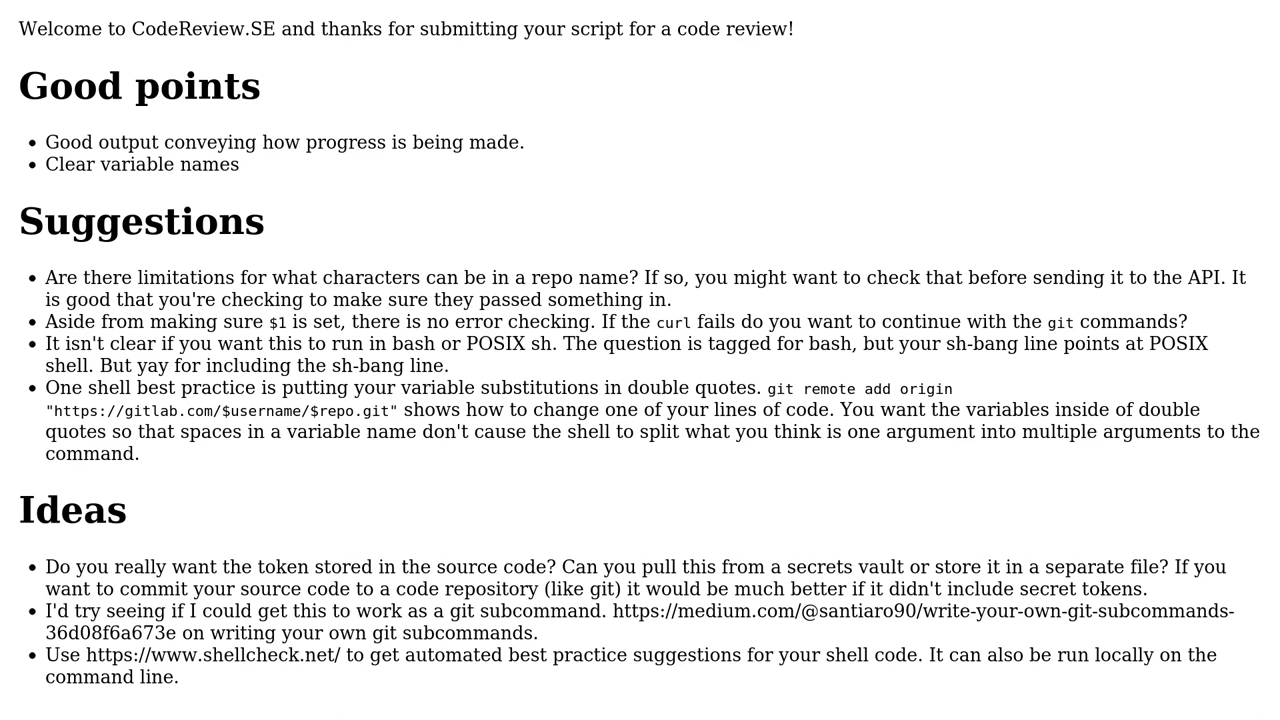 Welcome to CodeReview.SE and thanks for submitting your script for a code review!
Good points
• Good output conveying how progress is being made.
• Clear variable names
Suggestions
• Are there limitations for what characters can be in a repo name? If so, you might want to check that before sending it to the API. It
is good that you're checking to make sure they passed something in.
• Aside from making sure $1 is set, there is no error checking. If the curl fails do you want to continue with the git commands?
• It isn't clear if you want this to run in bash or POSIX sh. The question is tagged for bash, but your sh-bang line points at POSIX
shell. But yay for including the sh-bang line.
• One shell best practice is putting your variable substitutions in double quotes. git remote add origin
"https://gitlab.com/$username/$repo.git" shows how to change one of your lines of code. You want the variables inside of double
quotes so that spaces in a variable name don't cause the shell to split what you think is one argument into multiple arguments to the
command.
Ideas
• Do you really want the token stored in the source code? Can you pull this from a secrets vault or store it in a separate file? If you
want to commit your source code to a code repository (like git) it would be much better if it didn't include secret tokens.
• I'd try seeing if I could get this to work as a git subcommand. https://medium.com/@santiaro90/write-your-own-git-subcommands-
36d08f6a673e on writing your own git subcommands.
• Use https://www.shellcheck.net/ to get automated best practice suggestions for your shell code. It can also be run locally on the
command line.